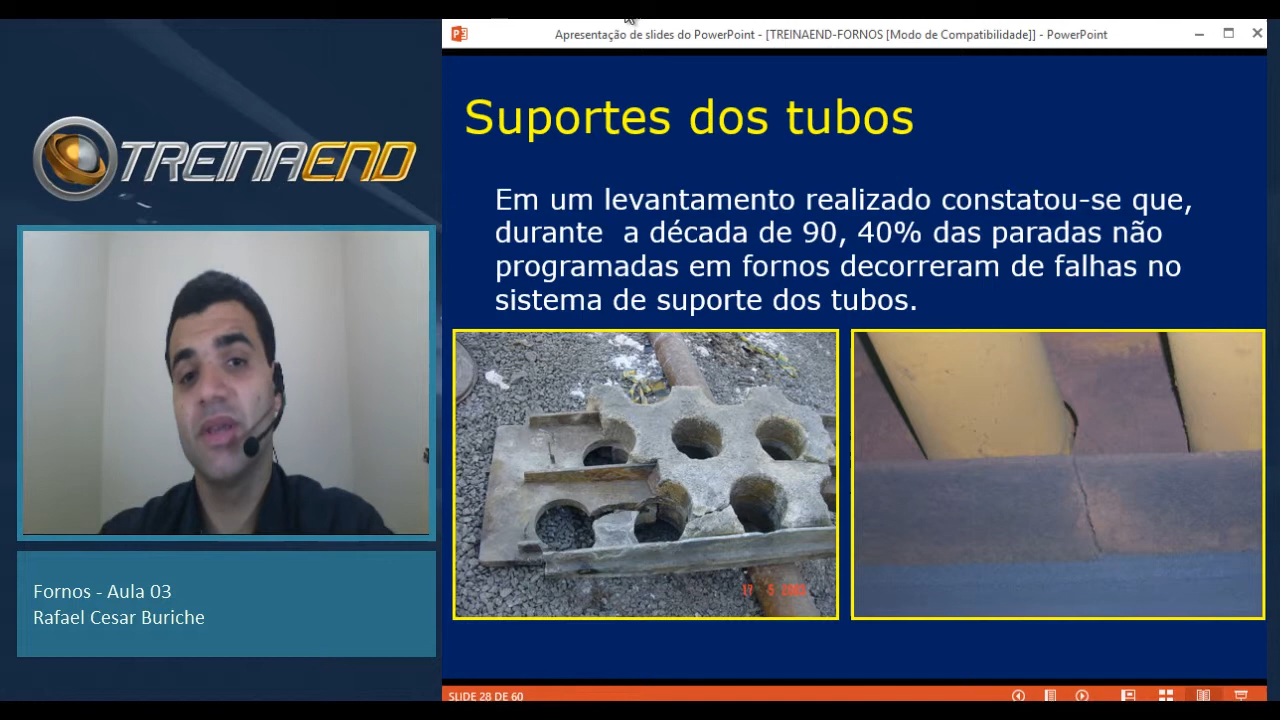 Apresentação de slides do PowerPoint - [TREINAEND-FORNOS [Modo de Compatibilidade]] - PowerPoint
TREINAEND
Fornos - Aula 03
Rafael Cesar Buriche
Suportes dos tubos
Em um levantamento realizado constatou-se que,
durante a década de 90, 40% das paradas não
programadas em fornos decorreram de falhas no
sistema de suporte dos tubos.
SLIDE 28 DE 60